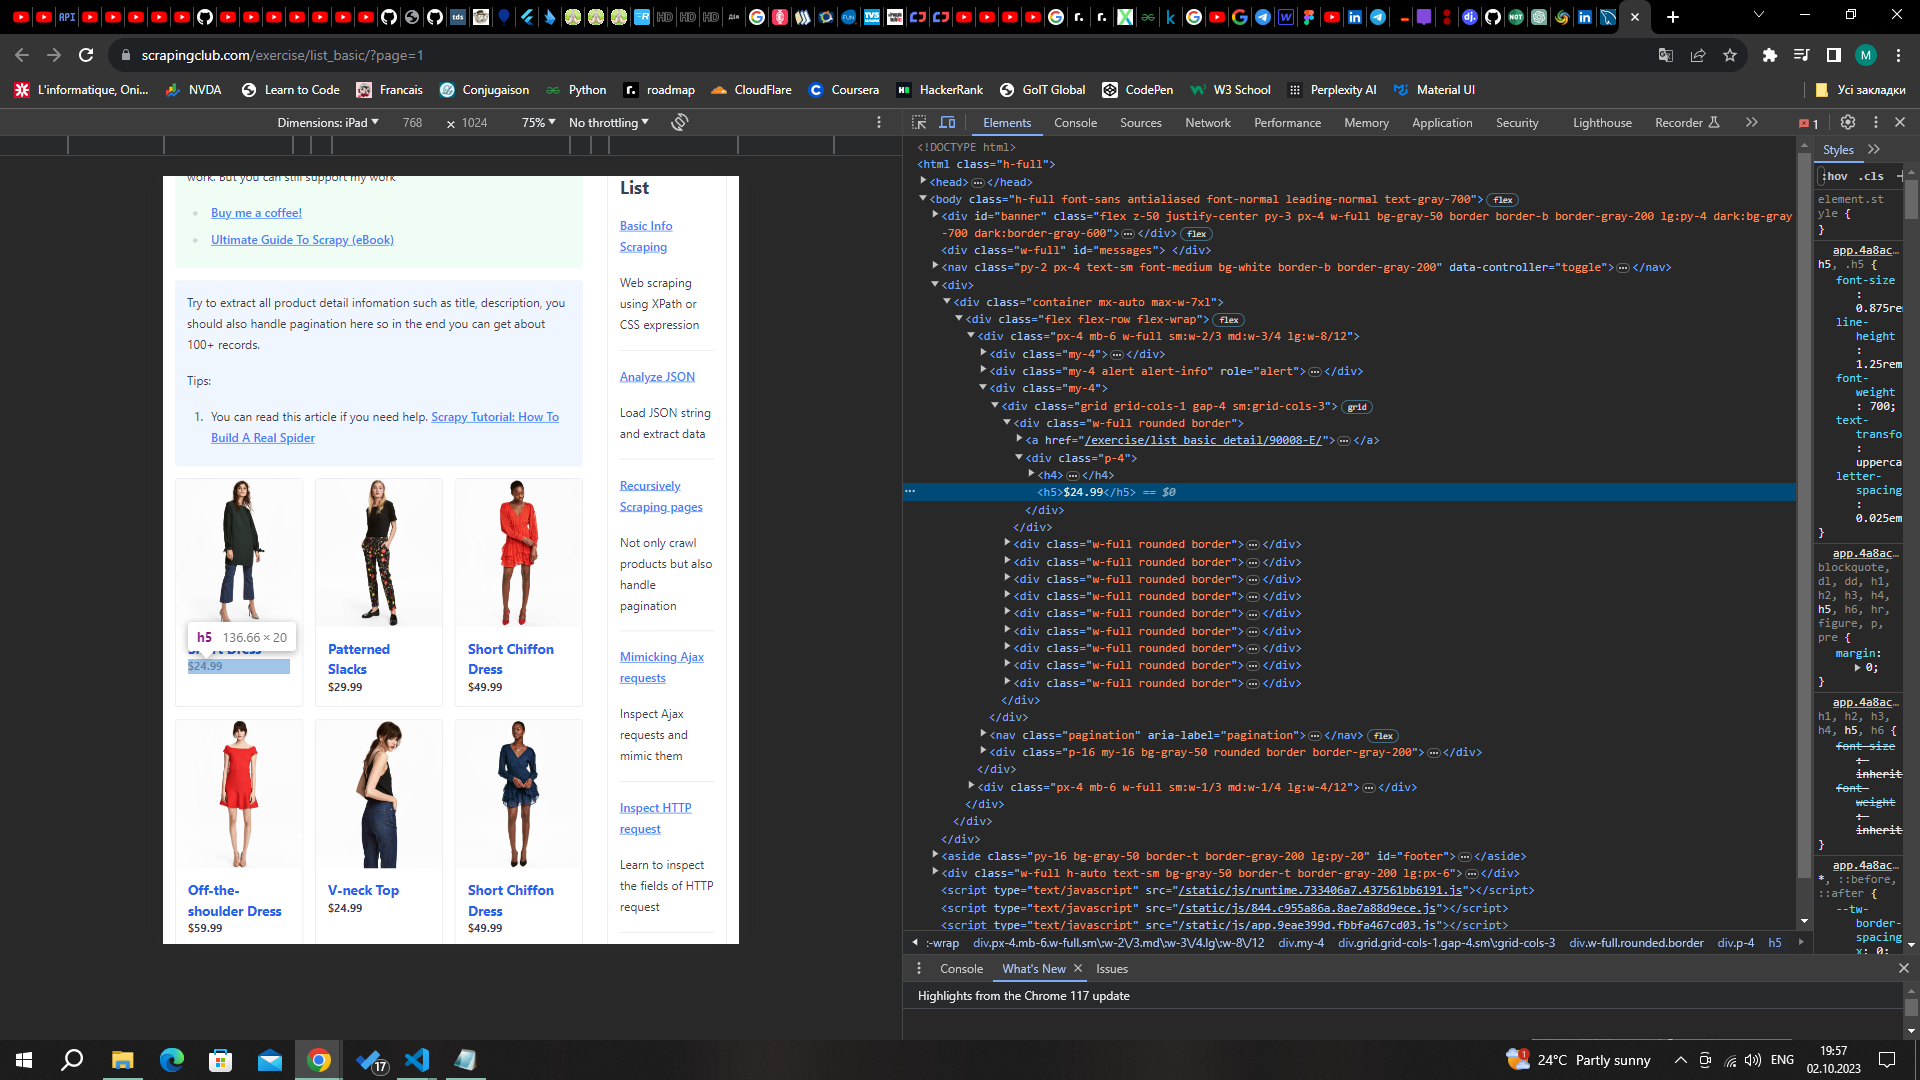 API
tds
HD
HD
HD
FUN
TVS
W
dj
NOT
scrapingclub.com/exercise/list_basic/?page=1
M
L'informatique, Oni...
NVDA
Learn to Code
Francais
Conjugaison
Python
roadmap
CloudFlare
Coursera
HackerRank
GoIT Global
CodePen
W3 School
Perplexity AI
Material UI
Усі закладки
Dimensions: iPad
768
× 1024
75%
No throttling
Elements
Console
Sources
Network
Performance
Memory
Application
Security
Lighthouse
Recorder
1
work. But you can still support my work
Buy me a coffee!
Ultimate Guide To Scrapy (eBook)
Try to extract all product detail infomation such as title, description, you
should also handle pagination here so in the end you can get about
100+ records.
Tips:
1. You can read this article if you need help. Scrapy Tutorial: How To
Build A Real Spider
h5 136.66 × 20
Short Dress
$24.99
Patterned
Slacks
$29.99
Short Chiffon
Dress
$49.99
Off-the-
shoulder Dress
$59.99
V-neck Top
$24.99
Short Chiffon
Dress
$49.99
List
Basic Info
Scraping
Web scraping
using XPath or
CSS expression
Analyze JSON
Load JSON string
and extract data
Recursively
Scraping pages
Not only crawl
products but also
handle
pagination
Mimicking Ajax
requests
Inspect Ajax
requests and
mimic them
Inspect HTTP
request
Learn to inspect
the fields of HTTP
request
<!DOCTYPE html>
<html class="h-full">
<head>…</head>
<body class="h-full font-sans antialiased font-normal leading-normal text-gray-700"> flex
<div id="banner" class="flex z-50 justify-center py-3 px-4 w-full bg-gray-50 border border-b border-gray-200 lg:py-4 dark:bg-gray
-700 dark:border-gray-600">…</div> flex
<div class="w-full" id="messages"> </div>
<nav class="py-2 px-4 text-sm font-medium bg-white border-b border-gray-200" data-controller="toggle">…</nav>
<div>
<div class="container mx-auto max-w-7xl">
<div class="flex flex-row flex-wrap"> flex
<div class="px-4 mb-6 w-full sm:w-2/3 md:w-3/4 lg:w-8/12">
<div class="my-4">…</div>
<div class="my-4 alert alert-info" role="alert">…</div>
<div class="my-4">
<div class="grid grid-cols-1 gap-4 sm:grid-cols-3"> grid
<div class="w-full rounded border">
<a href="/exercise/list_basic_detail/90008-E/">…</a>
<div class="p-4">
<h4>…</h4>
<h5>$24.99</h5> == $0
</div>
</div>
<div class="w-full rounded border">…</div>
<div class="w-full rounded border">…</div>
<div class="w-full rounded border">…</div>
<div class="w-full rounded border">…</div>
<div class="w-full rounded border">…</div>
<div class="w-full rounded border">…</div>
<div class="w-full rounded border">…</div>
<div class="w-full rounded border">…</div>
<div class="w-full rounded border">…</div>
</div>
</div>
<nav class="pagination" aria-label="pagination">…</nav> flex
<div class="p-16 my-16 bg-gray-50 rounded border border-gray-200">…</div>
</div>
<div class="px-4 mb-6 w-full sm:w-1/3 md:w-1/4 lg:w-4/12">…</div>
</div>
</div>
</div>
<aside class="py-16 bg-gray-50 border-t border-gray-200 lg:py-20" id="footer">…</aside>
<div class="w-full h-auto text-sm bg-gray-50 border-t border-gray-200 lg:px-6">…</div>
<script type="text/javascript" src="/static/js/runtime.733406a7.437561bb6191.js"></script>
<script type="text/javascript" src="/static/js/844.c955a86a.8ae7a88d9ece.js"></script>
<script type="text/javascript" src="/static/js/app.9eae399d.fbbfa467cd03.js"></script>
:-wrap
div.px-4.mb-6.w-full.sm\:w-2\/3.md\:w-3\/4.lg\:w-8\/12
div.my-4
div.grid.grid-cols-1.gap-4.sm\:grid-cols-3
div.w-full.rounded.border
div.p-4
h5
Styles
:hov .cls +
element.st
yle {
}
app.4a8ac…
h5, .h5 {
font-size
:
0.875re
line-
height
:
1.25rem
font-
weight
: 700;
text-
transfo
:
upperca
letter-
spacing
:
0.025em
}
app.4a8ac…
blockquote,
dl, dd, h1,
h2, h3, h4,
h5, h6, hr,
figure, p,
pre {
margin:
0;
}
app.4a8ac…
h1, h2, h3,
h4, h5, h6 {
font-size
:
inherit
font-
weight
:
inherit
}
app.4a8ac…
*, ::before,
::after {
--tw-
border-
spacing
x: 0;
Console
What's New
Issues
Highlights from the Chrome 117 update
17
1
24°C Partly sunny
ENG
19:57
02.10.2023